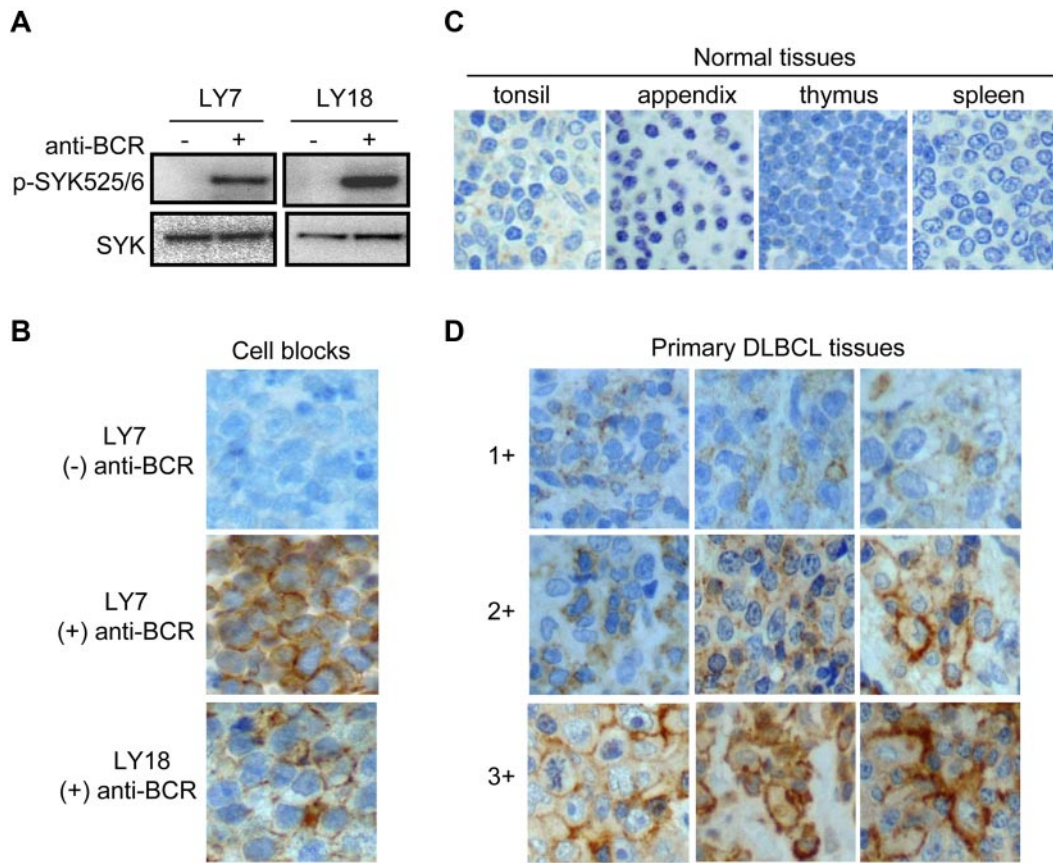 A
LY7 LY18
anti-BCR - + - +
p-SYK525/6
SYK
B
Cell blocks
LY7
(-) anti-BCR
LY7
(+) anti-BCR
LY18
(+) anti-BCR
C
Normal tissues
tonsil appendix thymus spleen
D
Primary DLBCL tissues
1+
2+
3+